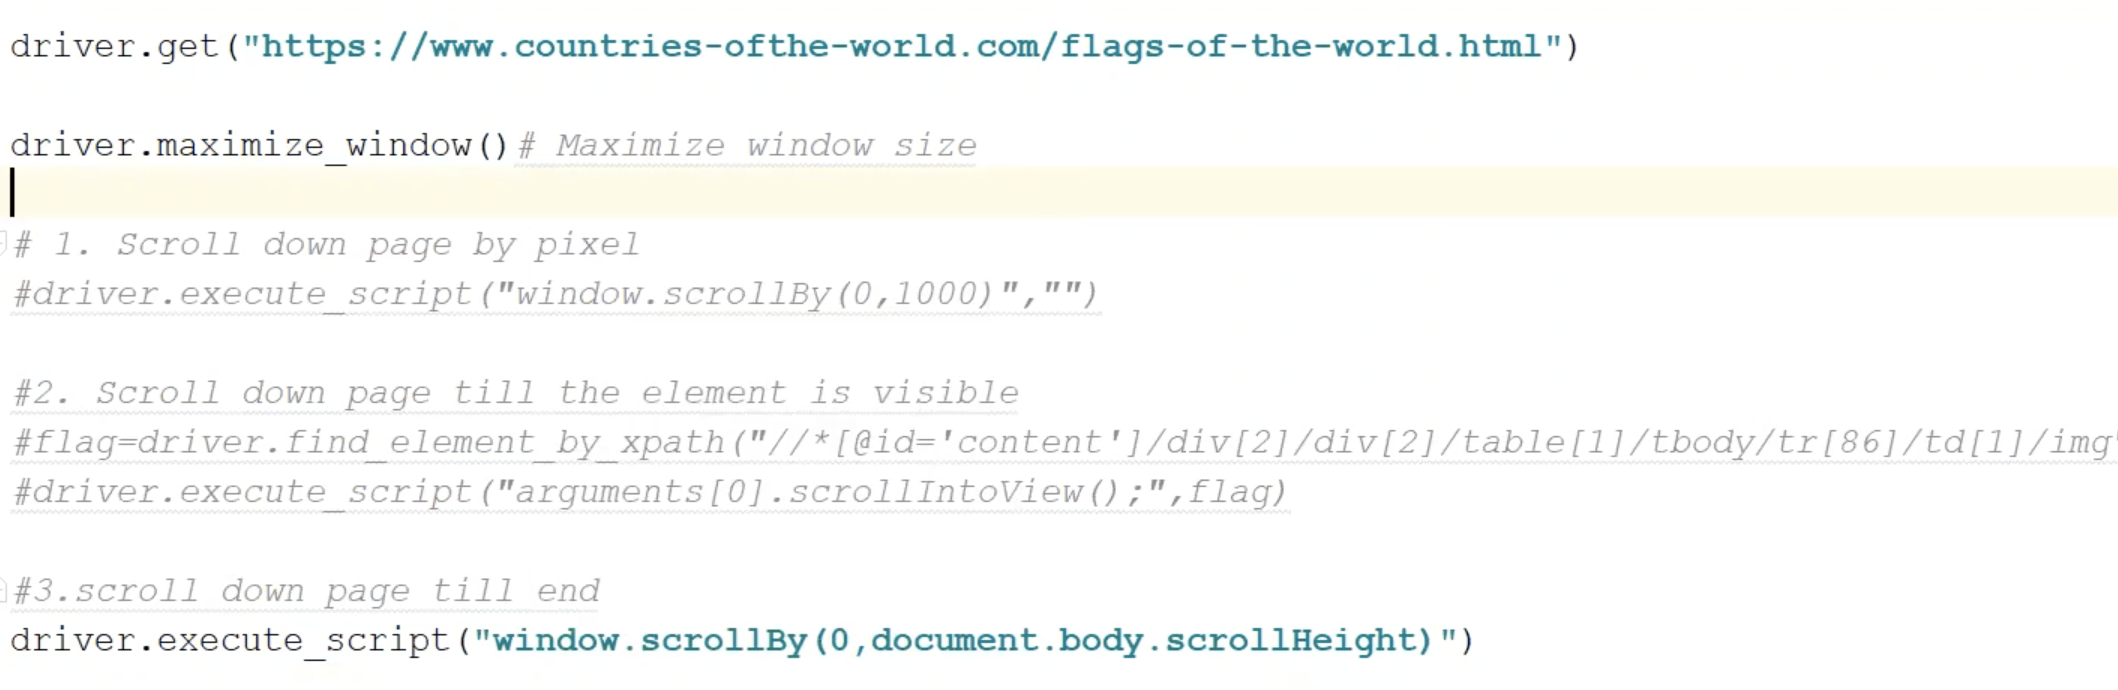 driver.get("https://www.countries-ofthe-world.com/flags-of-the-world.html")
driver.maximize_window()# Maximize window size
# 1. Scroll down page by pixel
#driver.execute_script("window.scrollBy(0,1000)","")
#2. Scroll down page till the element is visible
#flag=driver.find_element_by_xpath("//*[@id='content']/div[2]/div[2]/table[1]/tbody/tr[86]/td[1]/img"
#driver.execute_script("arguments[0].scrollIntoView();",flag)
#3.scroll down page till end
driver.execute_script("window.scrollBy(0,document.body.scrollHeight)")